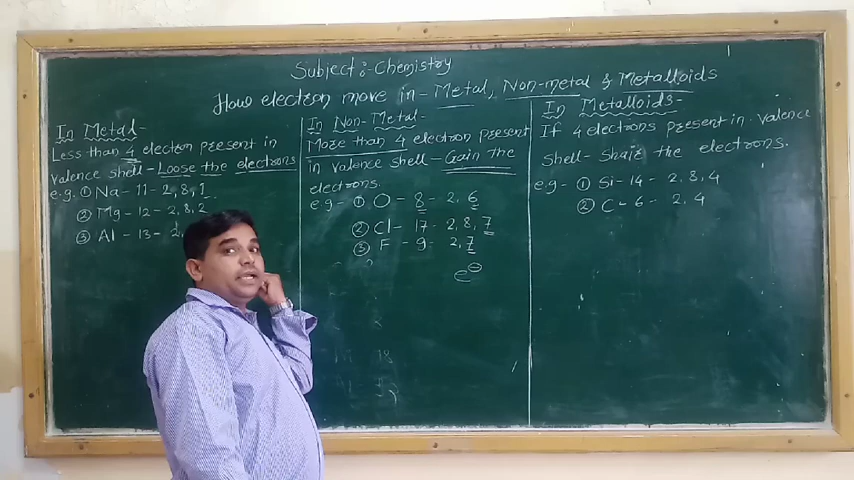 Subject :- Chemistry
How electron move in - Metal, Non-metal & Metalloids
In Metal -
Less than 4 electron present in
valence shell - Loose the electrons
e.g. ① Na - 11 - 2, 8, 1
② Mg - 12 - 2, 8, 2
③ Al - 13 - 2,
In Non-Metal -
More than 4 electron present
in valence shell - Gain the
electrons.
e.g - ① O - 8 - 2, 6
② Cl - 17 - 2, 8, 7
③ F - 9 - 2, 7
e⊖
In Metalloids -
If 4 electrons present in valence
shell - Share the electrons.
e-g - ① Si - 14 - 2, 8, 4
② C - 6 - 2, 4